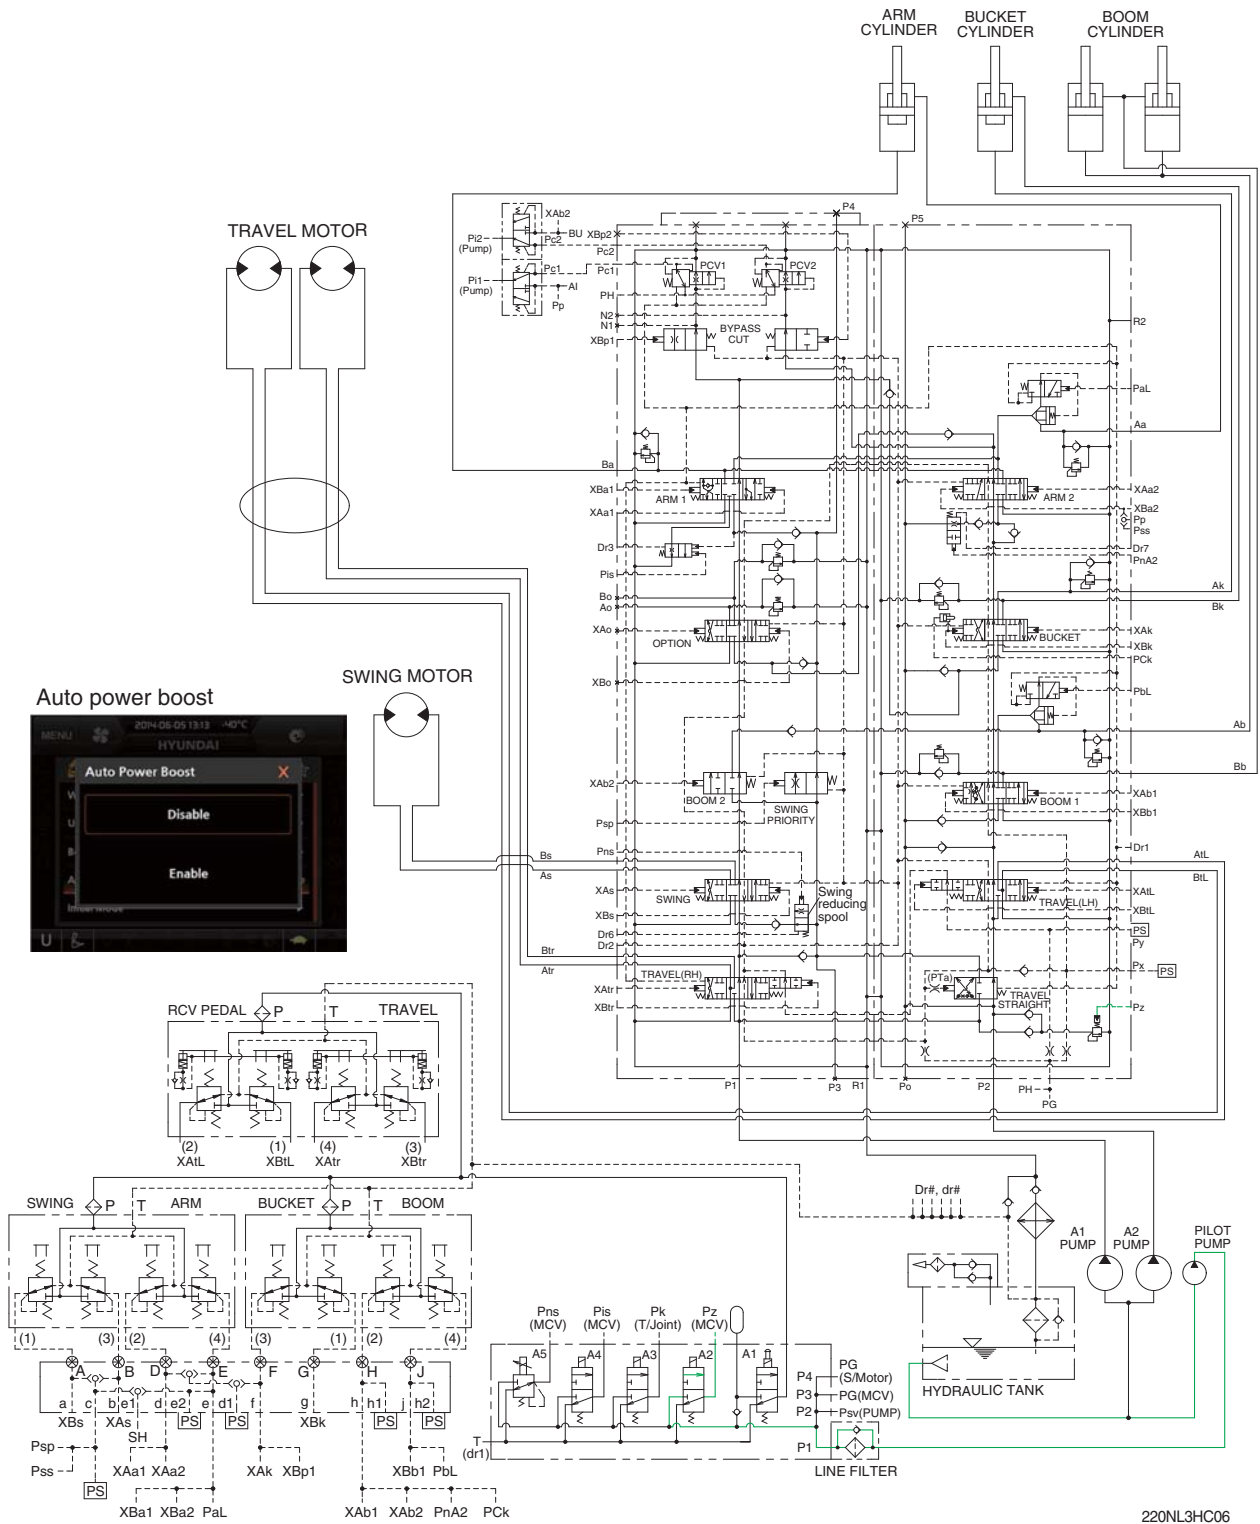 ARM
CYLINDER
BUCKET
CYLINDER
BOOM
CYLINDER
XAb2
BU
XBp2
P4
P5
Pi2
(Pump)
Pc2
Pc2
TRAVEL MOTOR
Pc1
Pc1
PCV1
PCV2
Pi1
(Pump)
AI
Pp
PH
N2
N1
BYPASS
CUT
R2
XBp1
PaL
Aa
Ba
XBa1
ARM 1
ARM 2
XAa2
XAa1
XBa2
Pp
Pss
Dr3
Dr7
Pis
PnA2
Bo
Ao
Ak
Bk
XAo
OPTION
BUCKET
XAk
XBk
PCk
XBo
PbL
SWING MOTOR
Ab
Bb
Auto power boost
MENU
2014-06-05 13:13 -40°C
HYUNDAI
Auto Power Boost X
Disable
Enable
U
XAb2
BOOM 2
SWING
PRIORITY
BOOM 1
XAb1
XBb1
Psp
Pns
Dr1
Bs
As
AtL
BtL
XAs
SWING
Swing
reducing
spool
TRAVEL(LH)
XAtL
XBs
XBtL
Dr6
Dr2
PS
Py
Btr
Atr
Px
PS
TRAVEL(RH)
(PTa)
XAtr
TRAVEL
STRAIGHT
XBtr
Pz
RCV PEDAL
P
T
TRAVEL
P1
P3
R1
Po
P2
PH
PG
(2)
(1)
(4)
(3)
XAtL
XBtL
XAtr
XBtr
SWING
P
T
ARM
BUCKET
P
T
BOOM
Dr#, dr#
A1
PUMP
A2
PUMP
PILOT
PUMP
(1)
(3)
(2)
(4)
(3)
(1)
(2)
(4)
A
B
D
E
F
G
H
J
a
c
b
e1
d
e2
e
d1
f
g
h
h1
j
h2
XBs
XAs
PS
PS
XBk
PS
PS
SH
Psp
Pss
PS
XAa1
XAa2
XAk
XBp1
XBb1
PbL
XBa1
XBa2
PaL
XAb1
XAb2
PnA2
PCk
Pns
(MCV)
Pis
(MCV)
Pk
(T/Joint)
Pz
(MCV)
A5
A4
A3
A2
A1
PG
P4
(S/Motor)
P3
PG(MCV)
P2
Psv(PUMP)
T
(dr1)
P1
LINE FILTER
HYDRAULIC TANK
220NL3HC06